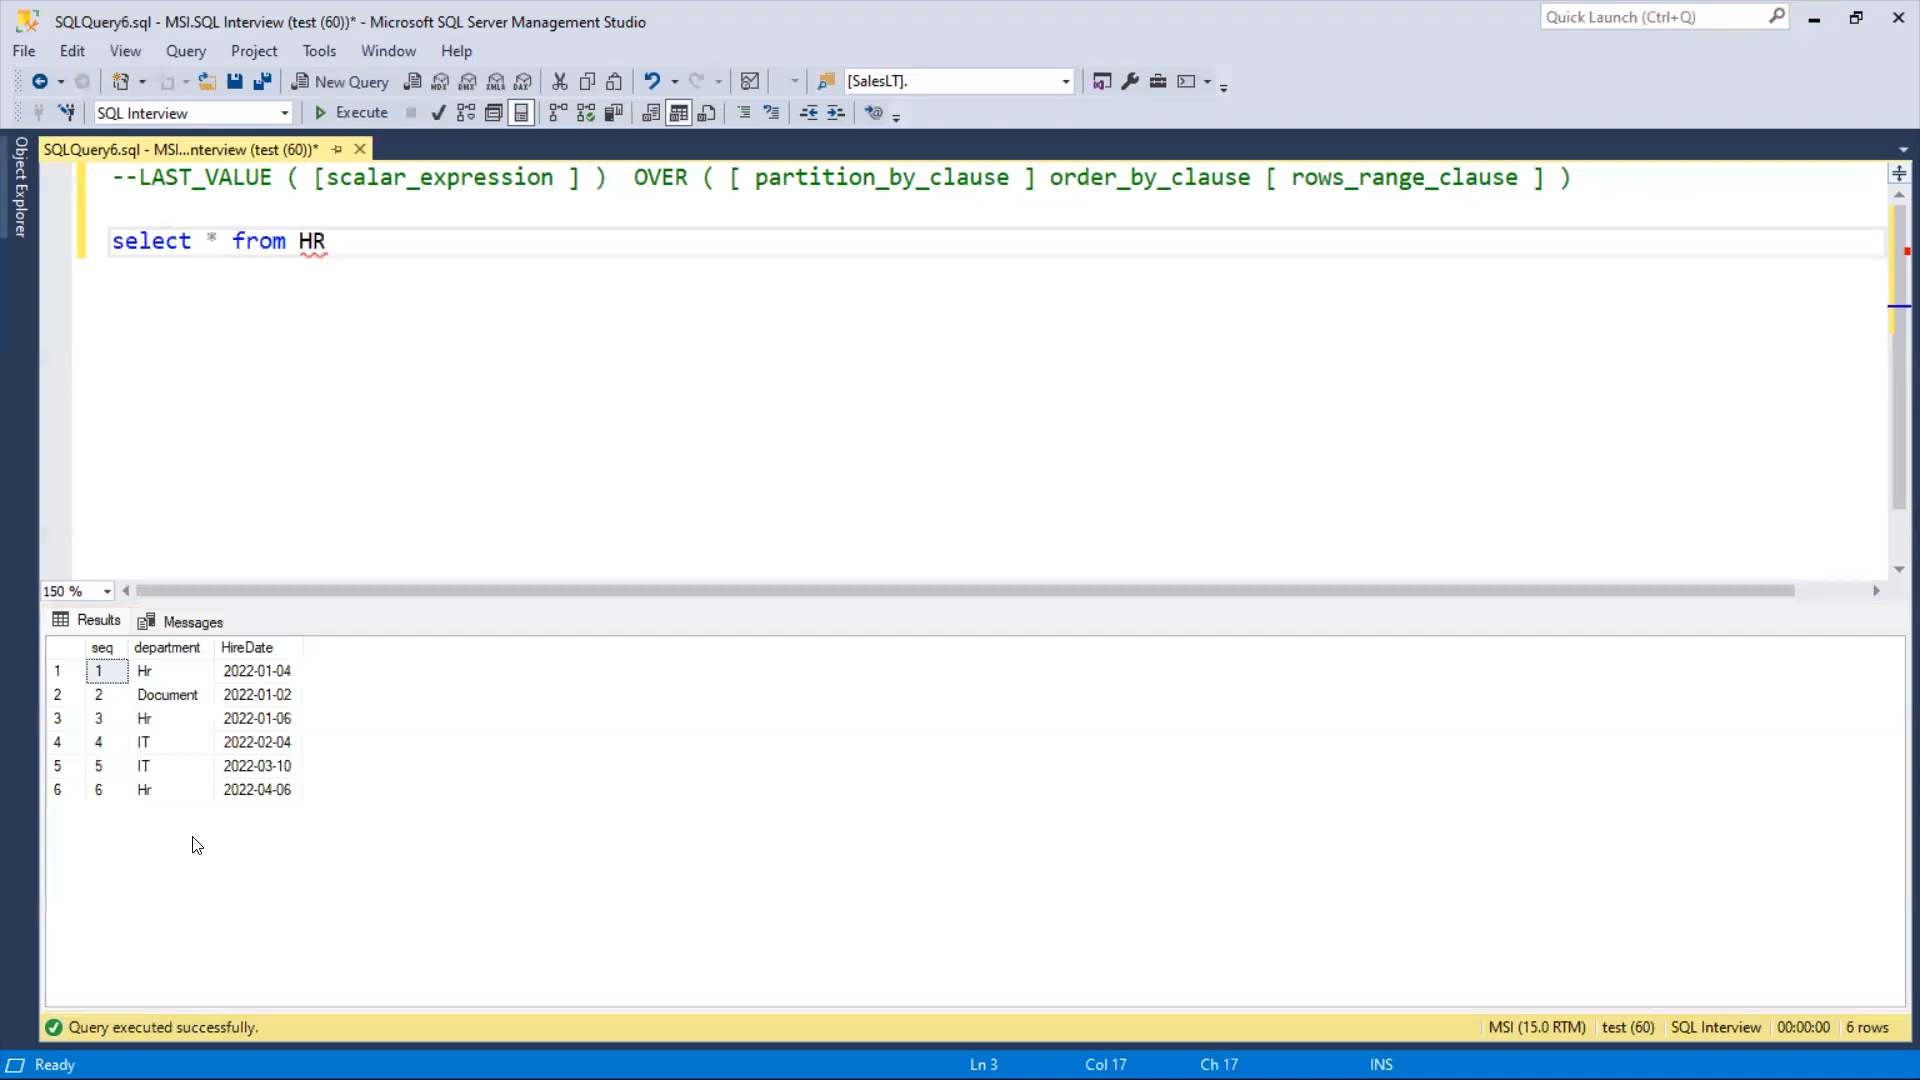 SQLQuery6.sql - MSI.SQL Interview (test (60))* - Microsoft SQL Server Management Studio
Quick Launch (Ctrl+Q)
File Edit View Query Project Tools Window Help
New Query MDX DMX XMLA DAX [SalesLT].
SQL Interview Execute
Object Explorer
SQLQuery6.sql - MSI...nterview (test (60))*
--LAST_VALUE ( [scalar_expression ] )  OVER ( [ partition_by_clause ] order_by_clause [ rows_range_clause ] )
select * from HR
150 %
Results Messages
seq department HireDate
1 1 Hr 2022-01-04
2 2 Document 2022-01-02
3 3 Hr 2022-01-06
4 4 IT 2022-02-04
5 5 IT 2022-03-10
6 6 Hr 2022-04-06
Query executed successfully. MSI (15.0 RTM) test (60) SQL Interview 00:00:00 6 rows
Ready Ln 3 Col 17 Ch 17 INS